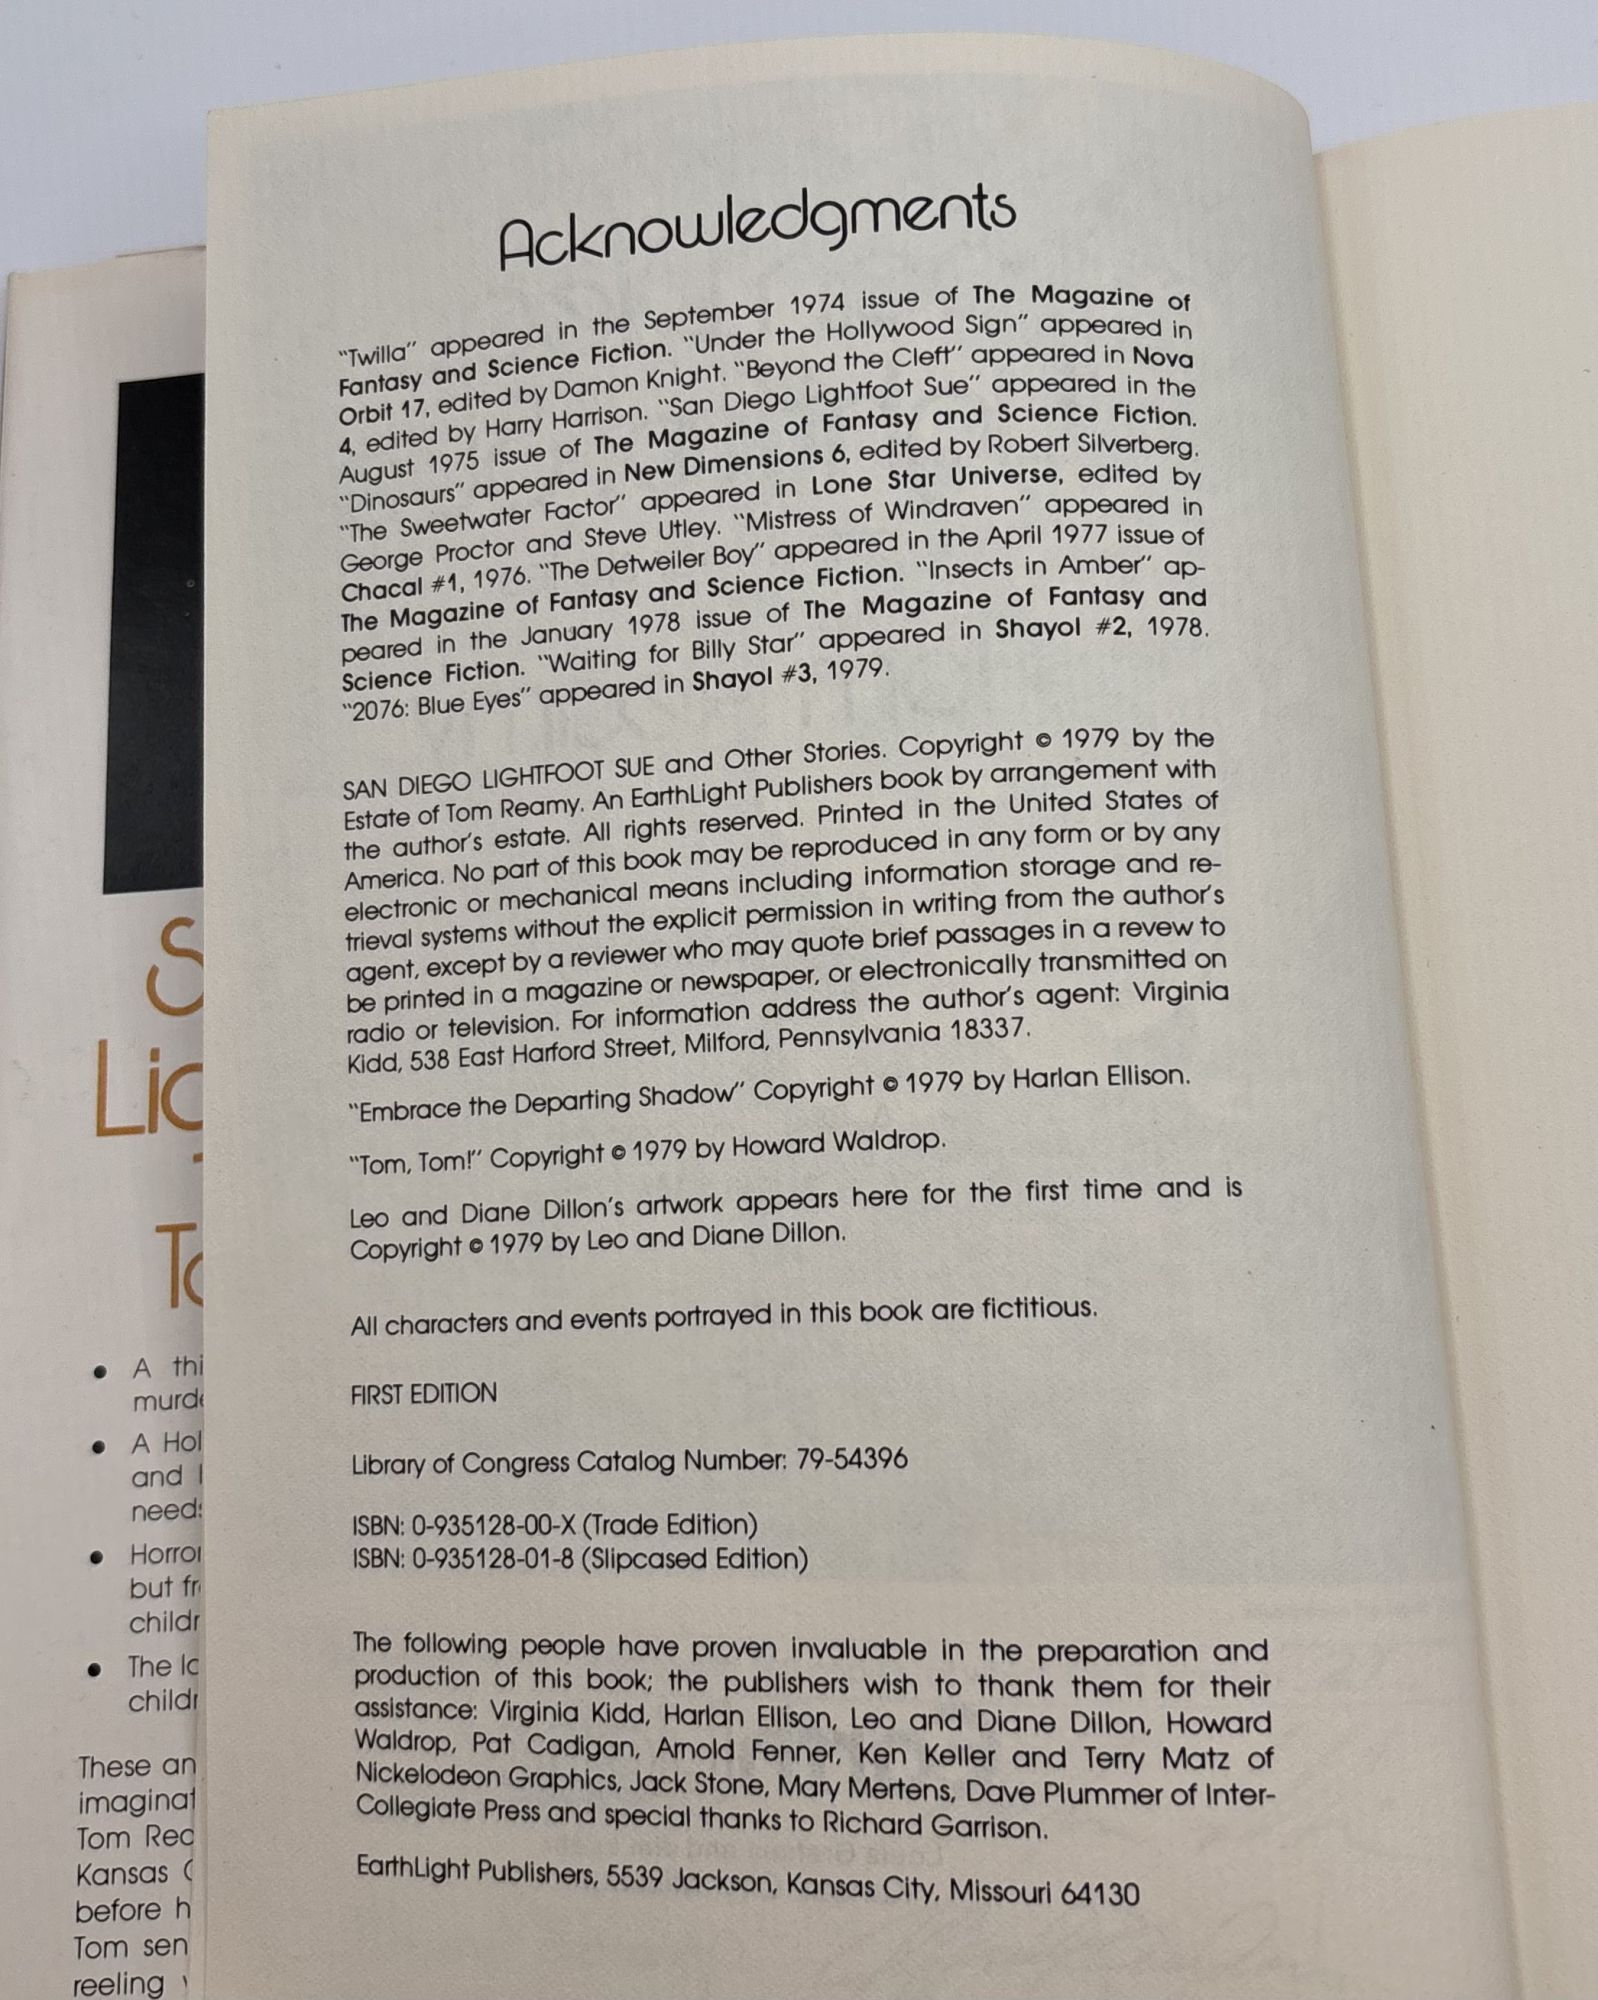 Acknowledgments
“Twilla” appeared in the September 1974 issue of The Magazine of
Fantasy and Science Fiction. “Under the Hollywood Sign” appeared in
Orbit 17, edited by Damon Knight. “Beyond the Cleft” appeared in Nova
4, edited by Harry Harrison. “San Diego Lightfoot Sue” appeared in the
August 1975 issue of The Magazine of Fantasy and Science Fiction.
“Dinosaurs” appeared in New Dimensions 6, edited by Robert Silverberg.
“The Sweetwater Factor” appeared in Lone Star Universe, edited by
George Proctor and Steve Utley. “Mistress of Windraven” appeared in
Chacal #1, 1976. “The Detweiler Boy” appeared in the April 1977 issue of
The Magazine of Fantasy and Science Fiction. “Insects in Amber” ap-
peared in the January 1978 issue of The Magazine of Fantasy and
Science Fiction. “Waiting for Billy Star” appeared in Shayol #2, 1978.
“2076: Blue Eyes” appeared in Shayol #3, 1979.
SAN DIEGO LIGHTFOOT SUE and Other Stories. Copyright © 1979 by the
Estate of Tom Reamy. An EarthLight Publishers book by arrangement with
the author's estate. All rights reserved. Printed in the United States of
America. No part of this book may be reproduced in any form or by any
electronic or mechanical means including information storage and re-
trieval systems without the explicit permission in writing from the author's
agent, except by a reviewer who may quote brief passages in a revew to
be printed in a magazine or newspaper, or electronically transmitted on
radio or television. For information address the author's agent: Virginia
Kidd, 538 East Harford Street, Milford, Pennsylvania 18337.
“Embrace the Departing Shadow” Copyright © 1979 by Harlan Ellison.
“Tom, Tom!” Copyright © 1979 by Howard Waldrop.
Leo and Diane Dillon's artwork appears here for the first time and is
Copyright © 1979 by Leo and Diane Dillon.
All characters and events portrayed in this book are fictitious.
FIRST EDITION
Library of Congress Catalog Number: 79-54396
ISBN: 0-935128-00-X (Trade Edition)
ISBN: 0-935128-01-8 (Slipcased Edition)
The following people have proven invaluable in the preparation and
production of this book; the publishers wish to thank them for their
assistance: Virginia Kidd, Harlan Ellison, Leo and Diane Dillon, Howard
Waldrop, Pat Cadigan, Arnold Fenner, Ken Keller and Terry Matz of
Nickelodeon Graphics, Jack Stone, Mary Mertens, Dave Plummer of Inter-
Collegiate Press and special thanks to Richard Garrison.
EarthLight Publishers, 5539 Jackson, Kansas City, Missouri 64130
A
A
and
Horror
but
The
These
Kansas
before
Tom
reeling